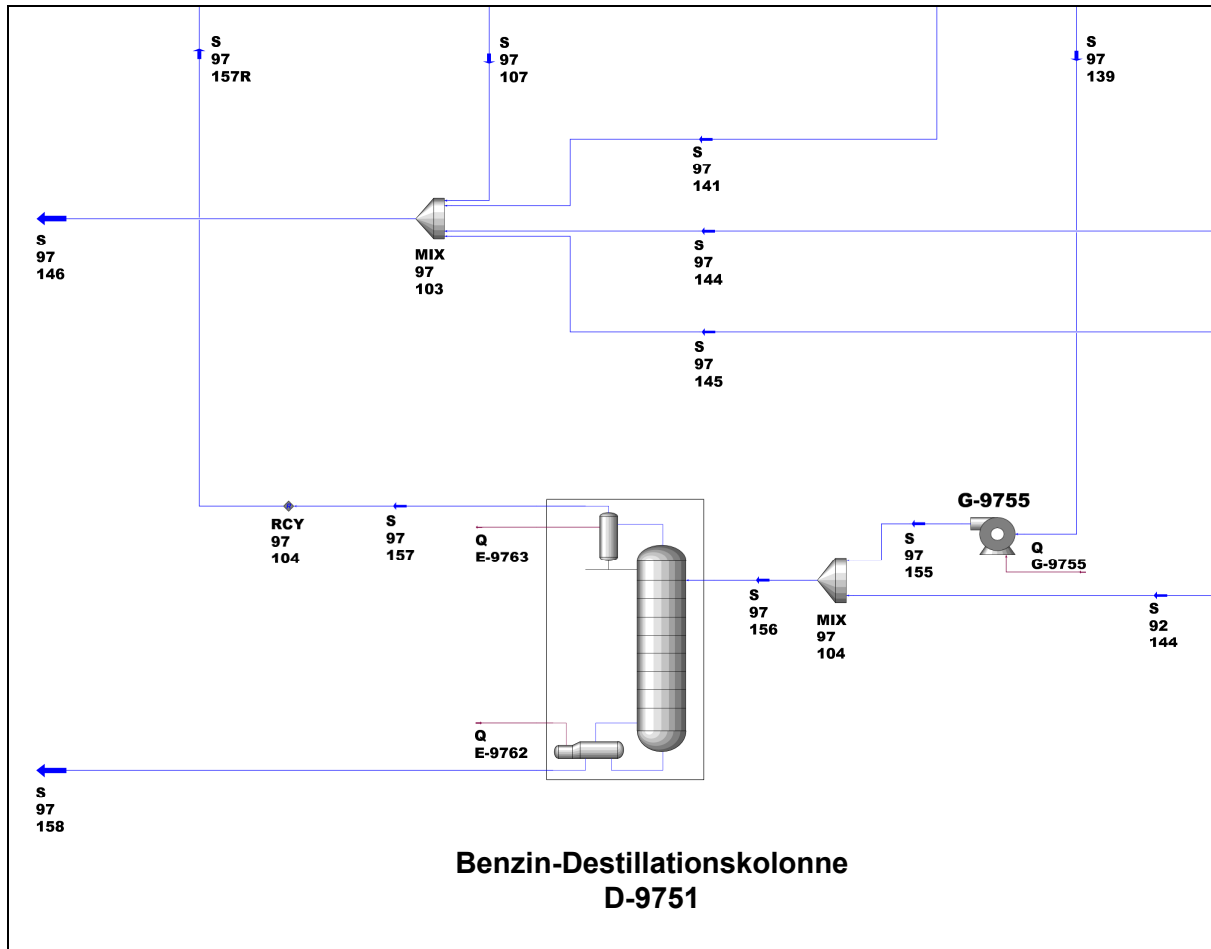 S
97
157R
S
97
107
S
97
139
S
97
141
S
97
146
MIX
97
103
S
97
144
S
97
145
RCY
97
104
S
97
157
Q
E-9763
G-9755
S
97
155
Q
G-9755
S
97
156
MIX
97
104
S
92
144
Q
E-9762
S
97
158
Benzin-Destillationskolonne
D-9751